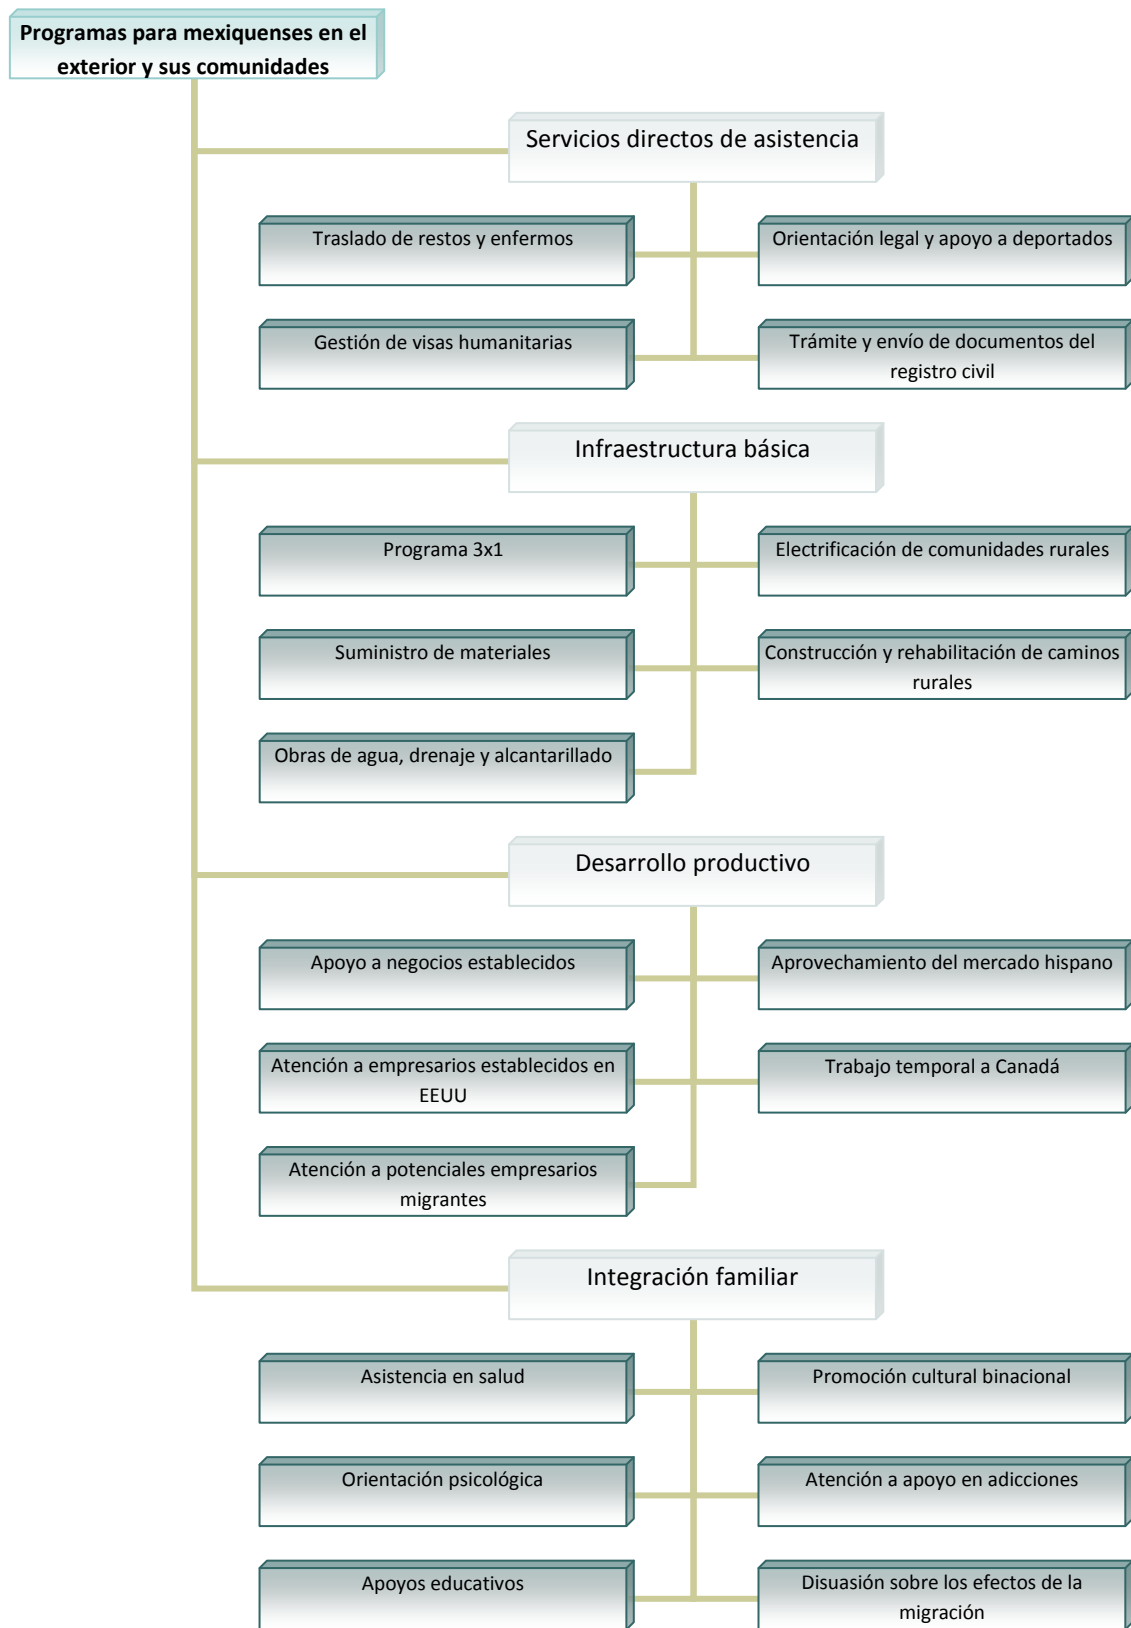 Programas para mexiquenses en el
exterior y sus comunidades
Servicios directos de asistencia
Traslado de restos y enfermos
Orientación legal y apoyo a deportados
Gestión de visas humanitarias
Trámite y envío de documentos del
registro civil
Infraestructura básica
Programa 3x1
Electrificación de comunidades rurales
Suministro de materiales
Construcción y rehabilitación de caminos
rurales
Obras de agua, drenaje y alcantarillado
Desarrollo productivo
Apoyo a negocios establecidos
Aprovechamiento del mercado hispano
Atención a empresarios establecidos en
EEUU
Trabajo temporal a Canadá
Atención a potenciales empresarios
migrantes
Integración familiar
Asistencia en salud
Promoción cultural binacional
Orientación psicológica
Atención a apoyo en adicciones
Apoyos educativos
Disuasión sobre los efectos de la
migración